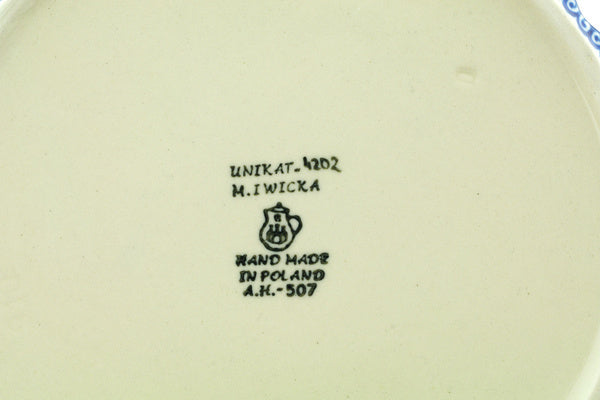 UNIKAT-4202
M.IWICKA
HAND MADE
IN POLAND
A.H.-507